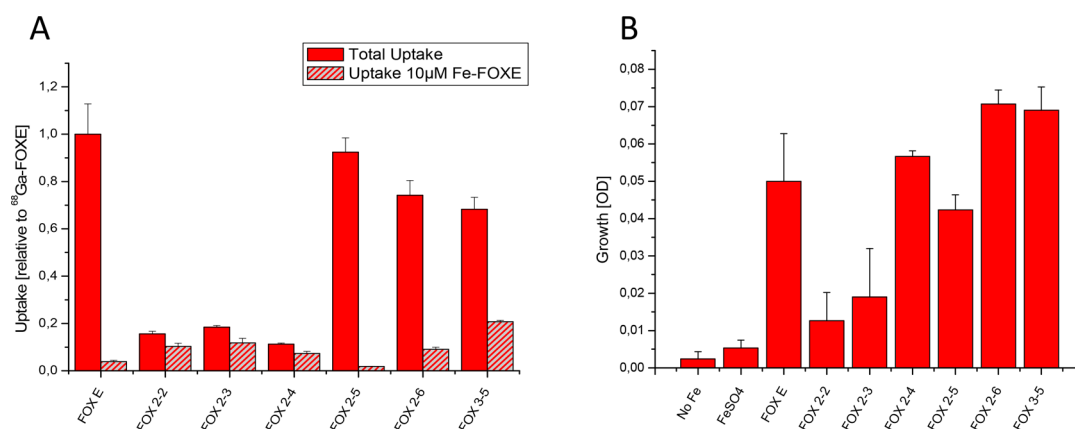 A
Total Uptake
Uptake 10µM Fe-FOXE
Uptake [relative to ⁶⁸Ga-FOXE]
1,2
1,0
0,8
0,6
0,4
0,2
0,0
FOX E
FOX 2-2
FOX 2-3
FOX 2-4
FOX 2-5
FOX 2-6
FOX 3-5
B
Growth [OD]
0,08
0,07
0,06
0,05
0,04
0,03
0,02
0,01
0,00
No Fe
FeSO4
FOX E
FOX 2-2
FOX 2-3
FOX 2-4
FOX 2-5
FOX 2-6
FOX 3-5